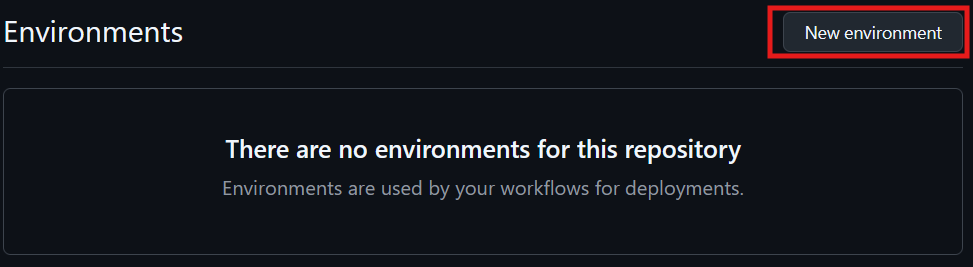 Environments
New environment
There are no environments for this repository
Environments are used by your workflows for deployments.